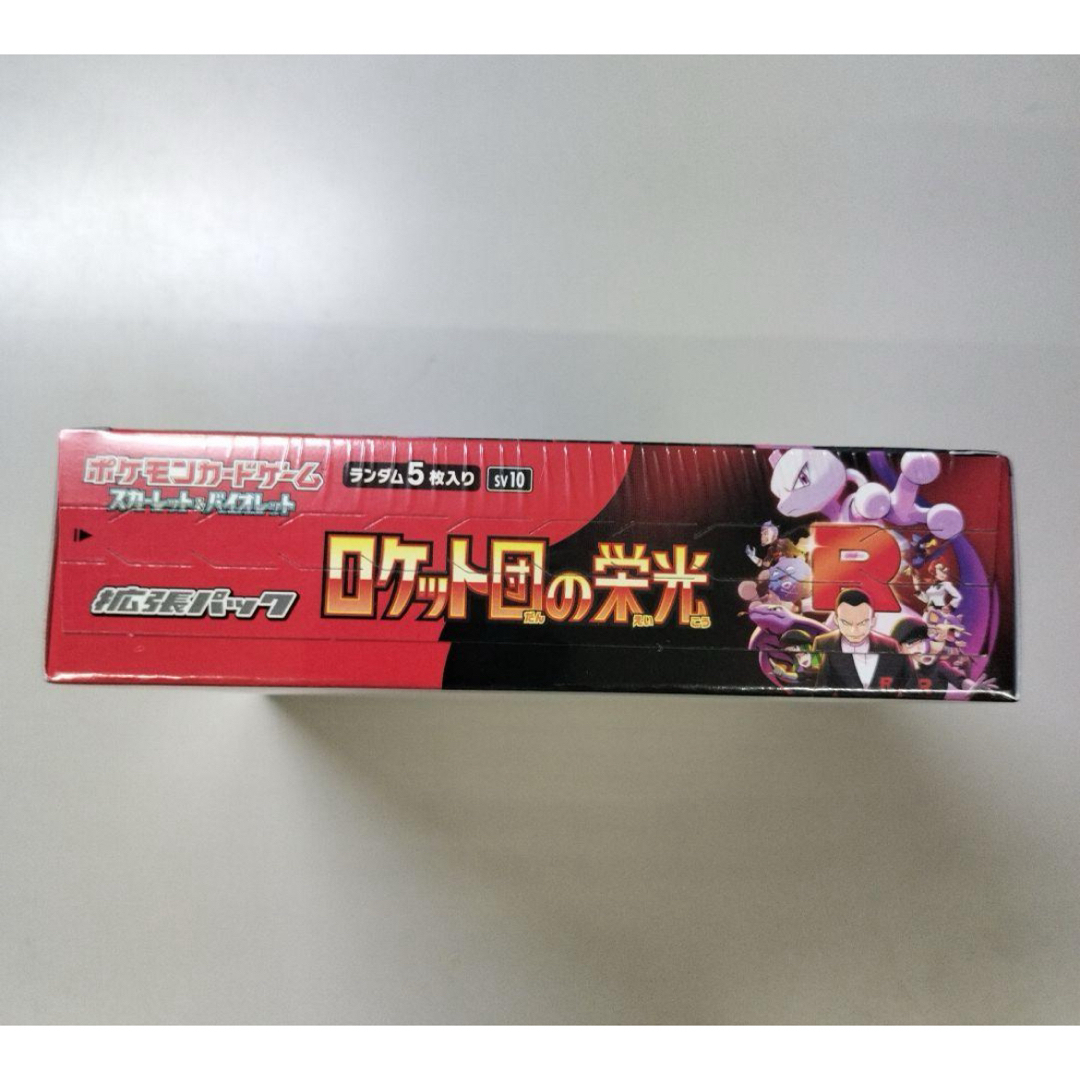 ポケモンカードゲーム
スカーレット&バイオレット
ランダム5枚入り
sv10
拡張パック
ロケット団の栄光
だん えい こう
R
R R